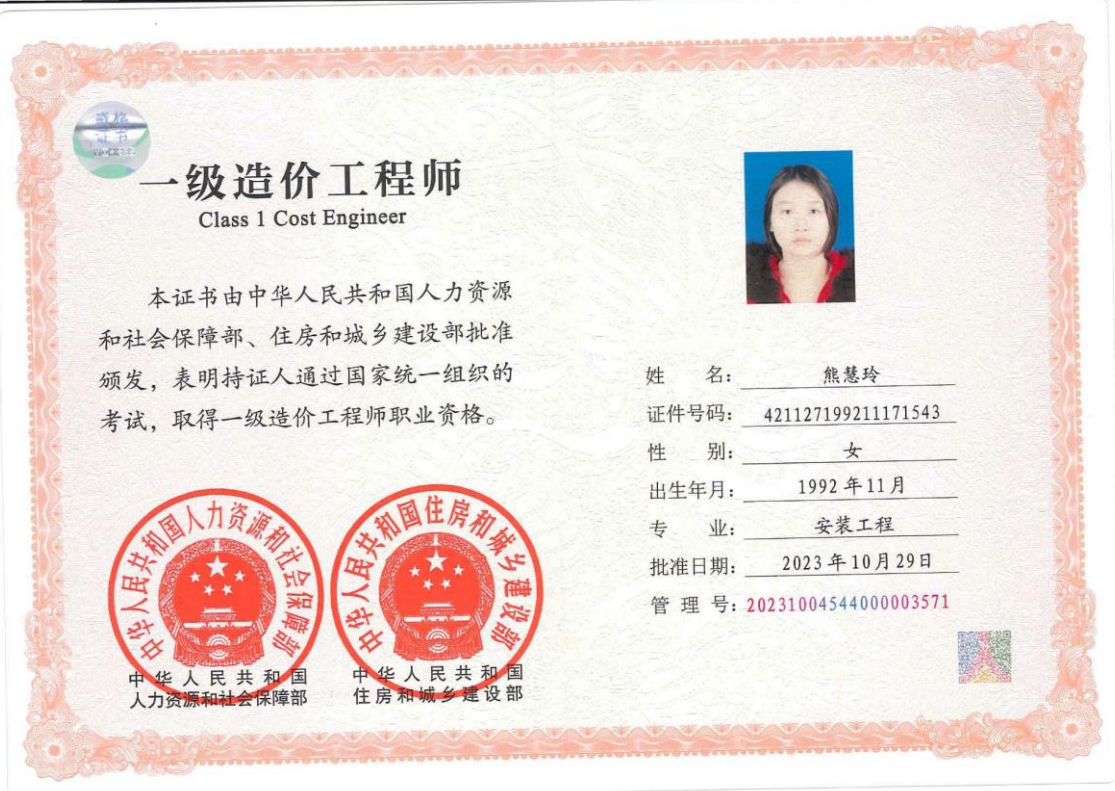 资格
证书
一级造价工程师
Class 1 Cost Engineer
本证书由中华人民共和国人力资源
和社会保障部、住房和城乡建设部批准
颁发，表明持证人通过国家统一组织的
考试，取得一级造价工程师职业资格。
中华人民共和国人力资源和社会保障部
中华人民共和国
人力资源和社会保障部
中华人民共和国住房和城乡建设部
中华人民共和国
住房和城乡建设部
姓 名：熊慧玲
证件号码：421127199211171543
性 别：女
出生年月：1992年11月
专 业：安装工程
批准日期：2023年10月29日
管 理 号：20231004544000003571